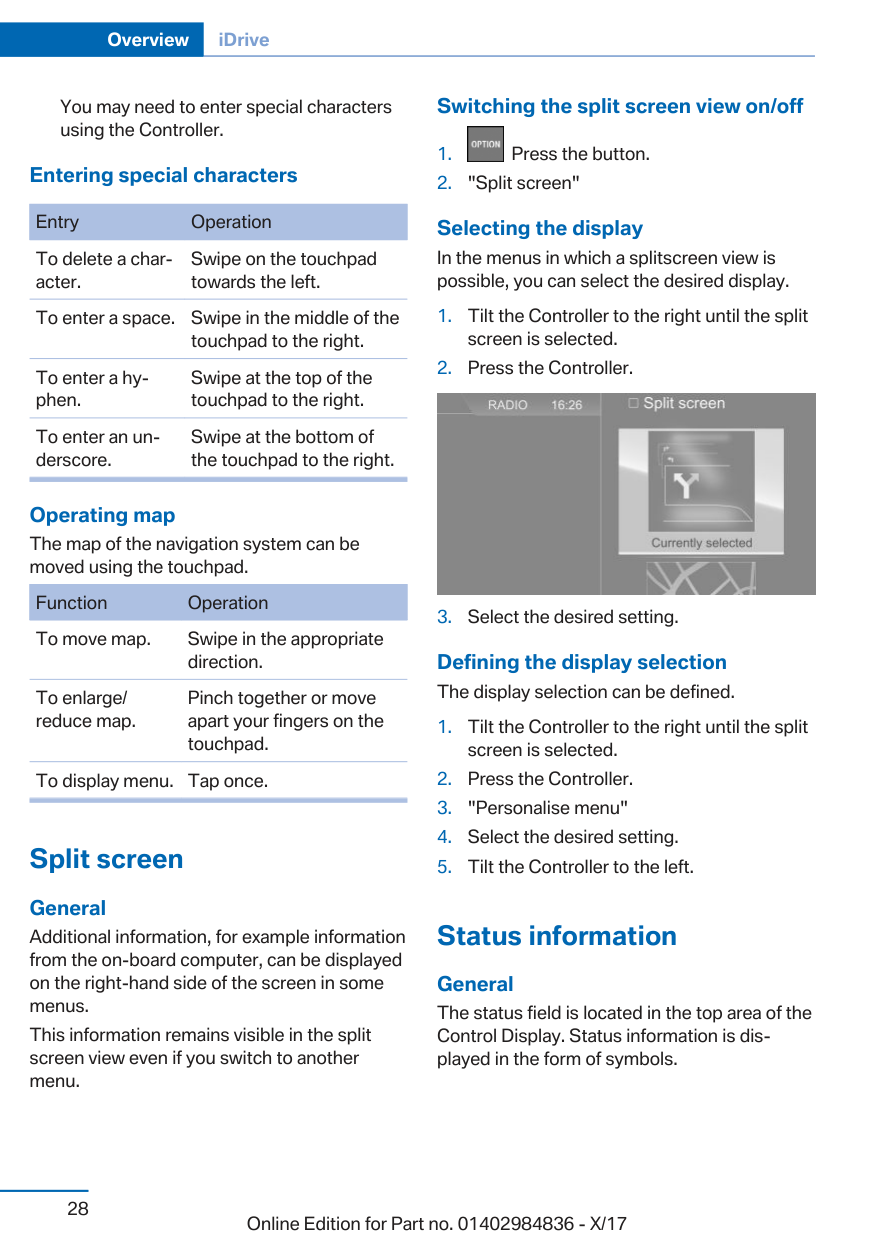 Overview iDrive
You may need to enter special characters
using the Controller.
Entering special characters
Entry Operation
To delete a char- Swipe on the touchpad
acter. towards the left.
To enter a space. Swipe in the middle of the
touchpad to the right.
To enter a hy- Swipe at the top of the
phen. touchpad to the right.
To enter an un- Swipe at the bottom of
derscore. the touchpad to the right.
Operating map
The map of the navigation system can be
moved using the touchpad.
Function Operation
To move map. Swipe in the appropriate
direction.
To enlarge/ Pinch together or move
reduce map. apart your fingers on the
touchpad.
To display menu. Tap once.
Split screen
General
Additional information, for example information
from the on-board computer, can be displayed
on the right-hand side of the screen in some
menus.
This information remains visible in the split
screen view even if you switch to another
menu.
Switching the split screen view on/off
1. OPTION Press the button.
2. "Split screen"
Selecting the display
In the menus in which a splitscreen view is
possible, you can select the desired display.
1. Tilt the Controller to the right until the split
screen is selected.
2. Press the Controller.
RADIO 16:26 Split screen
Currently selected
3. Select the desired setting.
Defining the display selection
The display selection can be defined.
1. Tilt the Controller to the right until the split
screen is selected.
2. Press the Controller.
3. "Personalise menu"
4. Select the desired setting.
5. Tilt the Controller to the left.
Status information
General
The status field is located in the top area of the
Control Display. Status information is dis-
played in the form of symbols.
28
Online Edition for Part no. 01402984836 - X/17